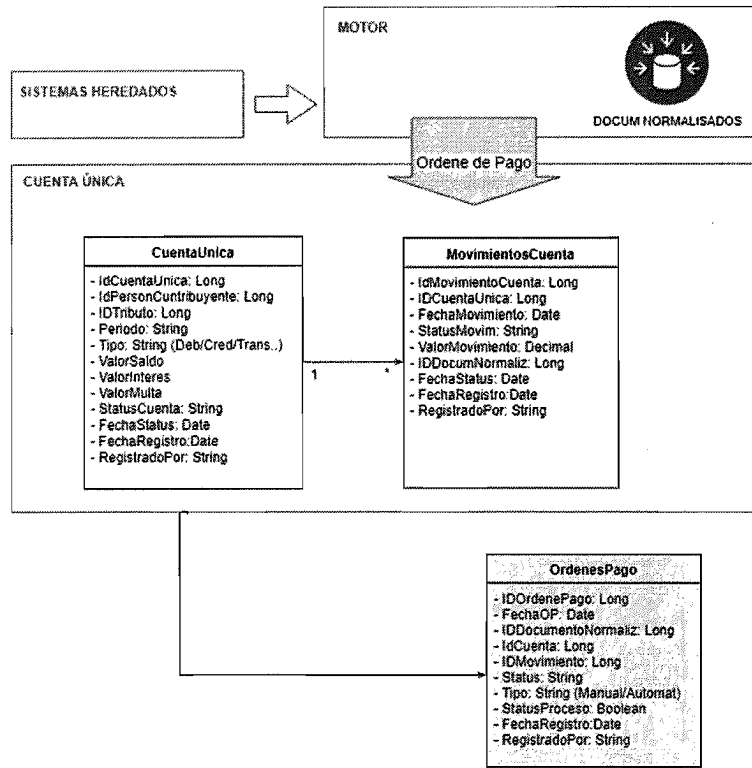 MOTOR
SISTEMAS HEREDADOS
DOCUM NORMALISADOS
Ordene de Pago
CUENTA ÚNICA
CuentaUnica
- IdCuentaUnica: Long
- IdPersonCuntribuyente: Long
- IDTributo: Long
- Periodo: String
- Tipo: String (Deb/Cred/Trans..)
- ValorSaldo
- ValorInteres
- ValorMulta
- StatusCuenta: String
- FechaStatus: Date
- FechaRegistro:Date
- RegistradoPor: String
1
*
MovimientosCuenta
- IdMovimientoCuenta: Long
- IDCuentaUnica: Long
- FechaMovimiento: Date
- StatusMovim: String
- ValorMovimiento: Decimal
- IDDocumNormaliz: Long
- FechaStatus: Date
- FechaRegistro:Date
- RegistradoPor: String
OrdenesPago
- IDOrdenePago: Long
- FechaOP: Date
- IDDocumentoNormaliz: Long
- IdCuenta: Long
- IDMovimiento: Long
- Status: String
- Tipo: String (Manual/Automat)
- StatusProceso: Boolean
- FechaRegistro:Date
- RegistradoPor: String